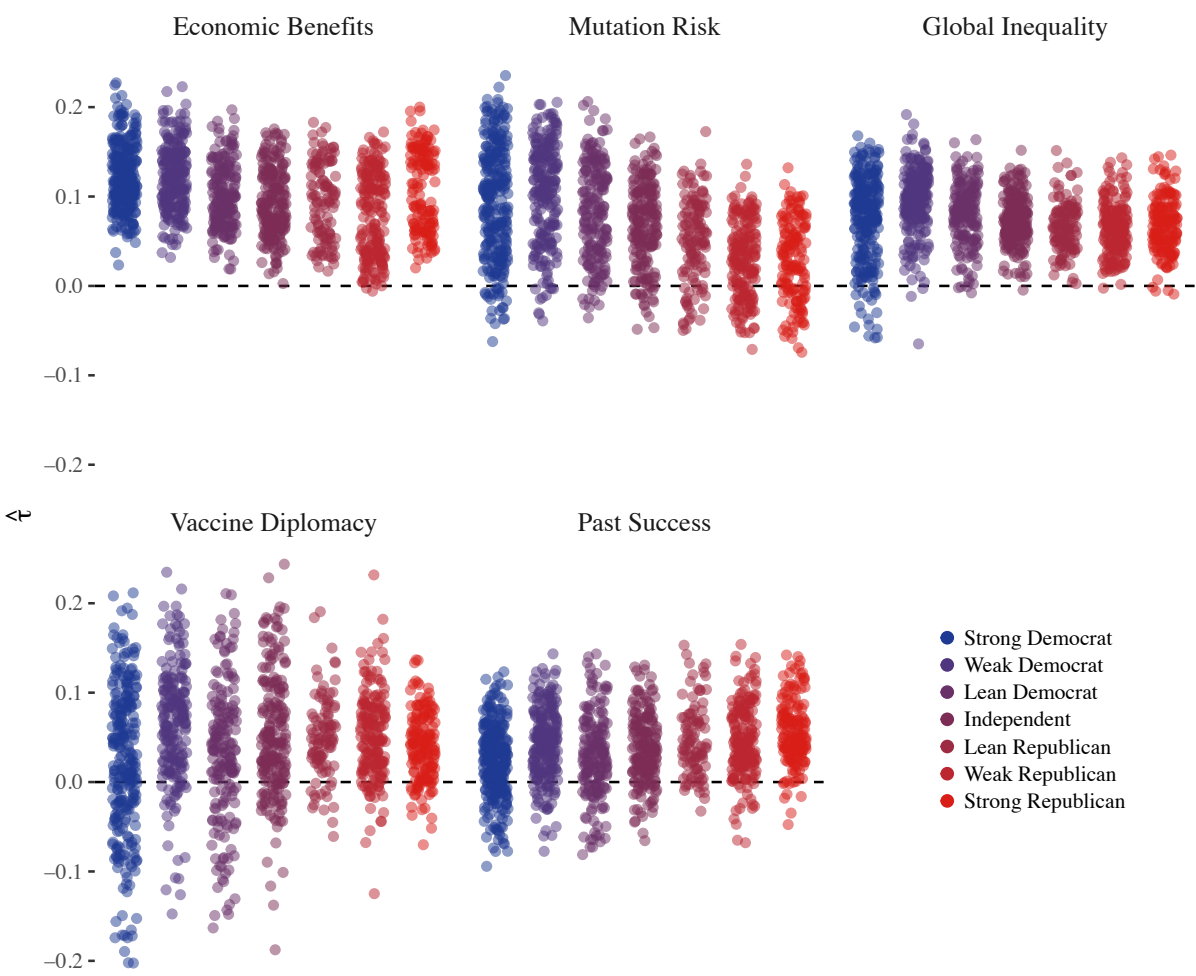 Economic Benefits Mutation Risk Global Inequality
0.2
0.1
0.0
–0.1
–0.2
τ̂
Vaccine Diplomacy Past Success
0.2
0.1
0.0
–0.1
–0.2
Strong Democrat
Weak Democrat
Lean Democrat
Independent
Lean Republican
Weak Republican
Strong Republican